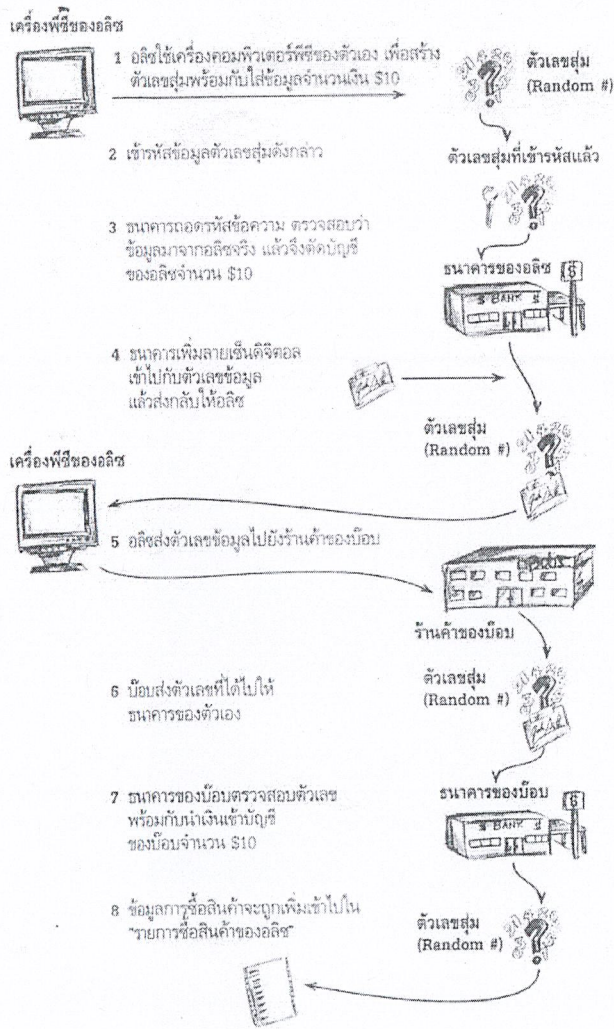 เครื่องพีซีของอลิซ
1 อลิซใช้เครื่องคอมพิวเตอร์พีซีของตัวเอง เพื่อสร้าง
ตัวเลขสุ่มพร้อมกับใส่ข้อมูลจำนวนเงิน $10
ตัวเลขสุ่ม
(Random #)
2 เข้ารหัสข้อมูลตัวเลขสุ่มดังกล่าว
ตัวเลขสุ่มที่เข้ารหัสแล้ว
3 ธนาคารถอดรหัสข้อความ ตรวจสอบว่า
ข้อมูลมาจากอลิซจริง แล้วจึงตัดบัญชี
ของอลิซจำนวน $10
ธนาคารของอลิซ
$ BANK $
4 ธนาคารเพิ่มลายเซ็นดิจิตอล
เข้าไปกับตัวเลขข้อมูล
แล้วส่งกลับให้อลิซ
ตัวเลขสุ่ม
(Random #)
เครื่องพีซีของอลิซ
5 อลิซส่งตัวเลขข้อมูลไปยังร้านค้าของบ๊อบ
ร้านค้าของบ๊อบ
6 บ๊อบส่งตัวเลขที่ได้ไปให้
ธนาคารของตัวเอง
ตัวเลขสุ่ม
(Random #)
7 ธนาคารของบ๊อบตรวจสอบตัวเลข
พร้อมกับนำเงินเข้าบัญชี
ของบ๊อบจำนวน $10
ธนาคารของบ๊อบ
$ BANK $
8 ข้อมูลการซื้อสินค้าจะถูกเพิ่มเข้าไปใน
"รายการซื้อสินค้าของอลิซ"
ตัวเลขสุ่ม
(Random #)